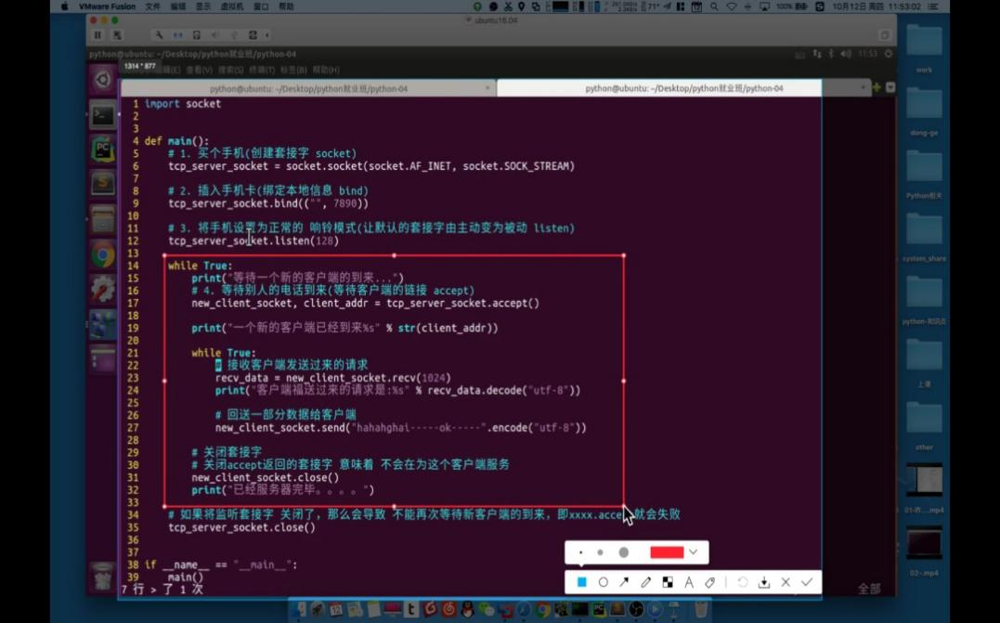 VMware Fusion 文件 编辑 显示 虚拟机 窗口 帮助
100% 10月12日 周四 11:53:02
ubuntu16.04
python@ubuntu: ~/Desktop/python就业班/python-04
11:53
1314 * 877
查看(V) 搜索(S) 终端(T) 标签(B) 帮助(H)
python@ubuntu: ~/Desktop/python就业班/python-04 × python@ubuntu: ~/Desktop/python就业班/python-04 ×
1 import socket
2
3
4 def main():
5 # 1. 买个手机(创建套接字 socket)
6 tcp_server_socket = socket.socket(socket.AF_INET, socket.SOCK_STREAM)
7
8 # 2. 插入手机卡(绑定本地信息 bind)
9 tcp_server_socket.bind(("", 7890))
10
11 # 3. 将手机设置为正常的 响铃模式(让默认的套接字由主动变为被动 listen)
12 tcp_server_socket.listen(128)
13
14 while True:
15 print("等待一个新的客户端的到来...")
16 # 4. 等待别人的电话到来(等待客户端的链接 accept)
17 new_client_socket, client_addr = tcp_server_socket.accept()
18
19 print("一个新的客户端已经到来%s" % str(client_addr))
20
21 while True:
22 # 接收客户端发送过来的请求
23 recv_data = new_client_socket.recv(1024)
24 print("客户端福送过来的请求是:%s" % recv_data.decode("utf-8"))
25
26 # 回送一部分数据给客户端
27 new_client_socket.send("hahahghai-----ok-----".encode("utf-8"))
28
29 # 关闭套接字
30 # 关闭accept返回的套接字 意味着 不会在为这个客户端服务
31 new_client_socket.close()
32 print("已经服务器完毕。。。。")
33
34 # 如果将监听套接字 关闭了，那么会导致 不能再次等待新客户端的到来，即xxxx.accep 就会失败
35 tcp_server_socket.close()
36
37
38 if __name__ == "__main__":
39 main()
7 行 > 了 1 次 全部
work
dong-ge
Python相关
system_share
python-知识点
上课
other
01-昨....mp4
02-.mp4